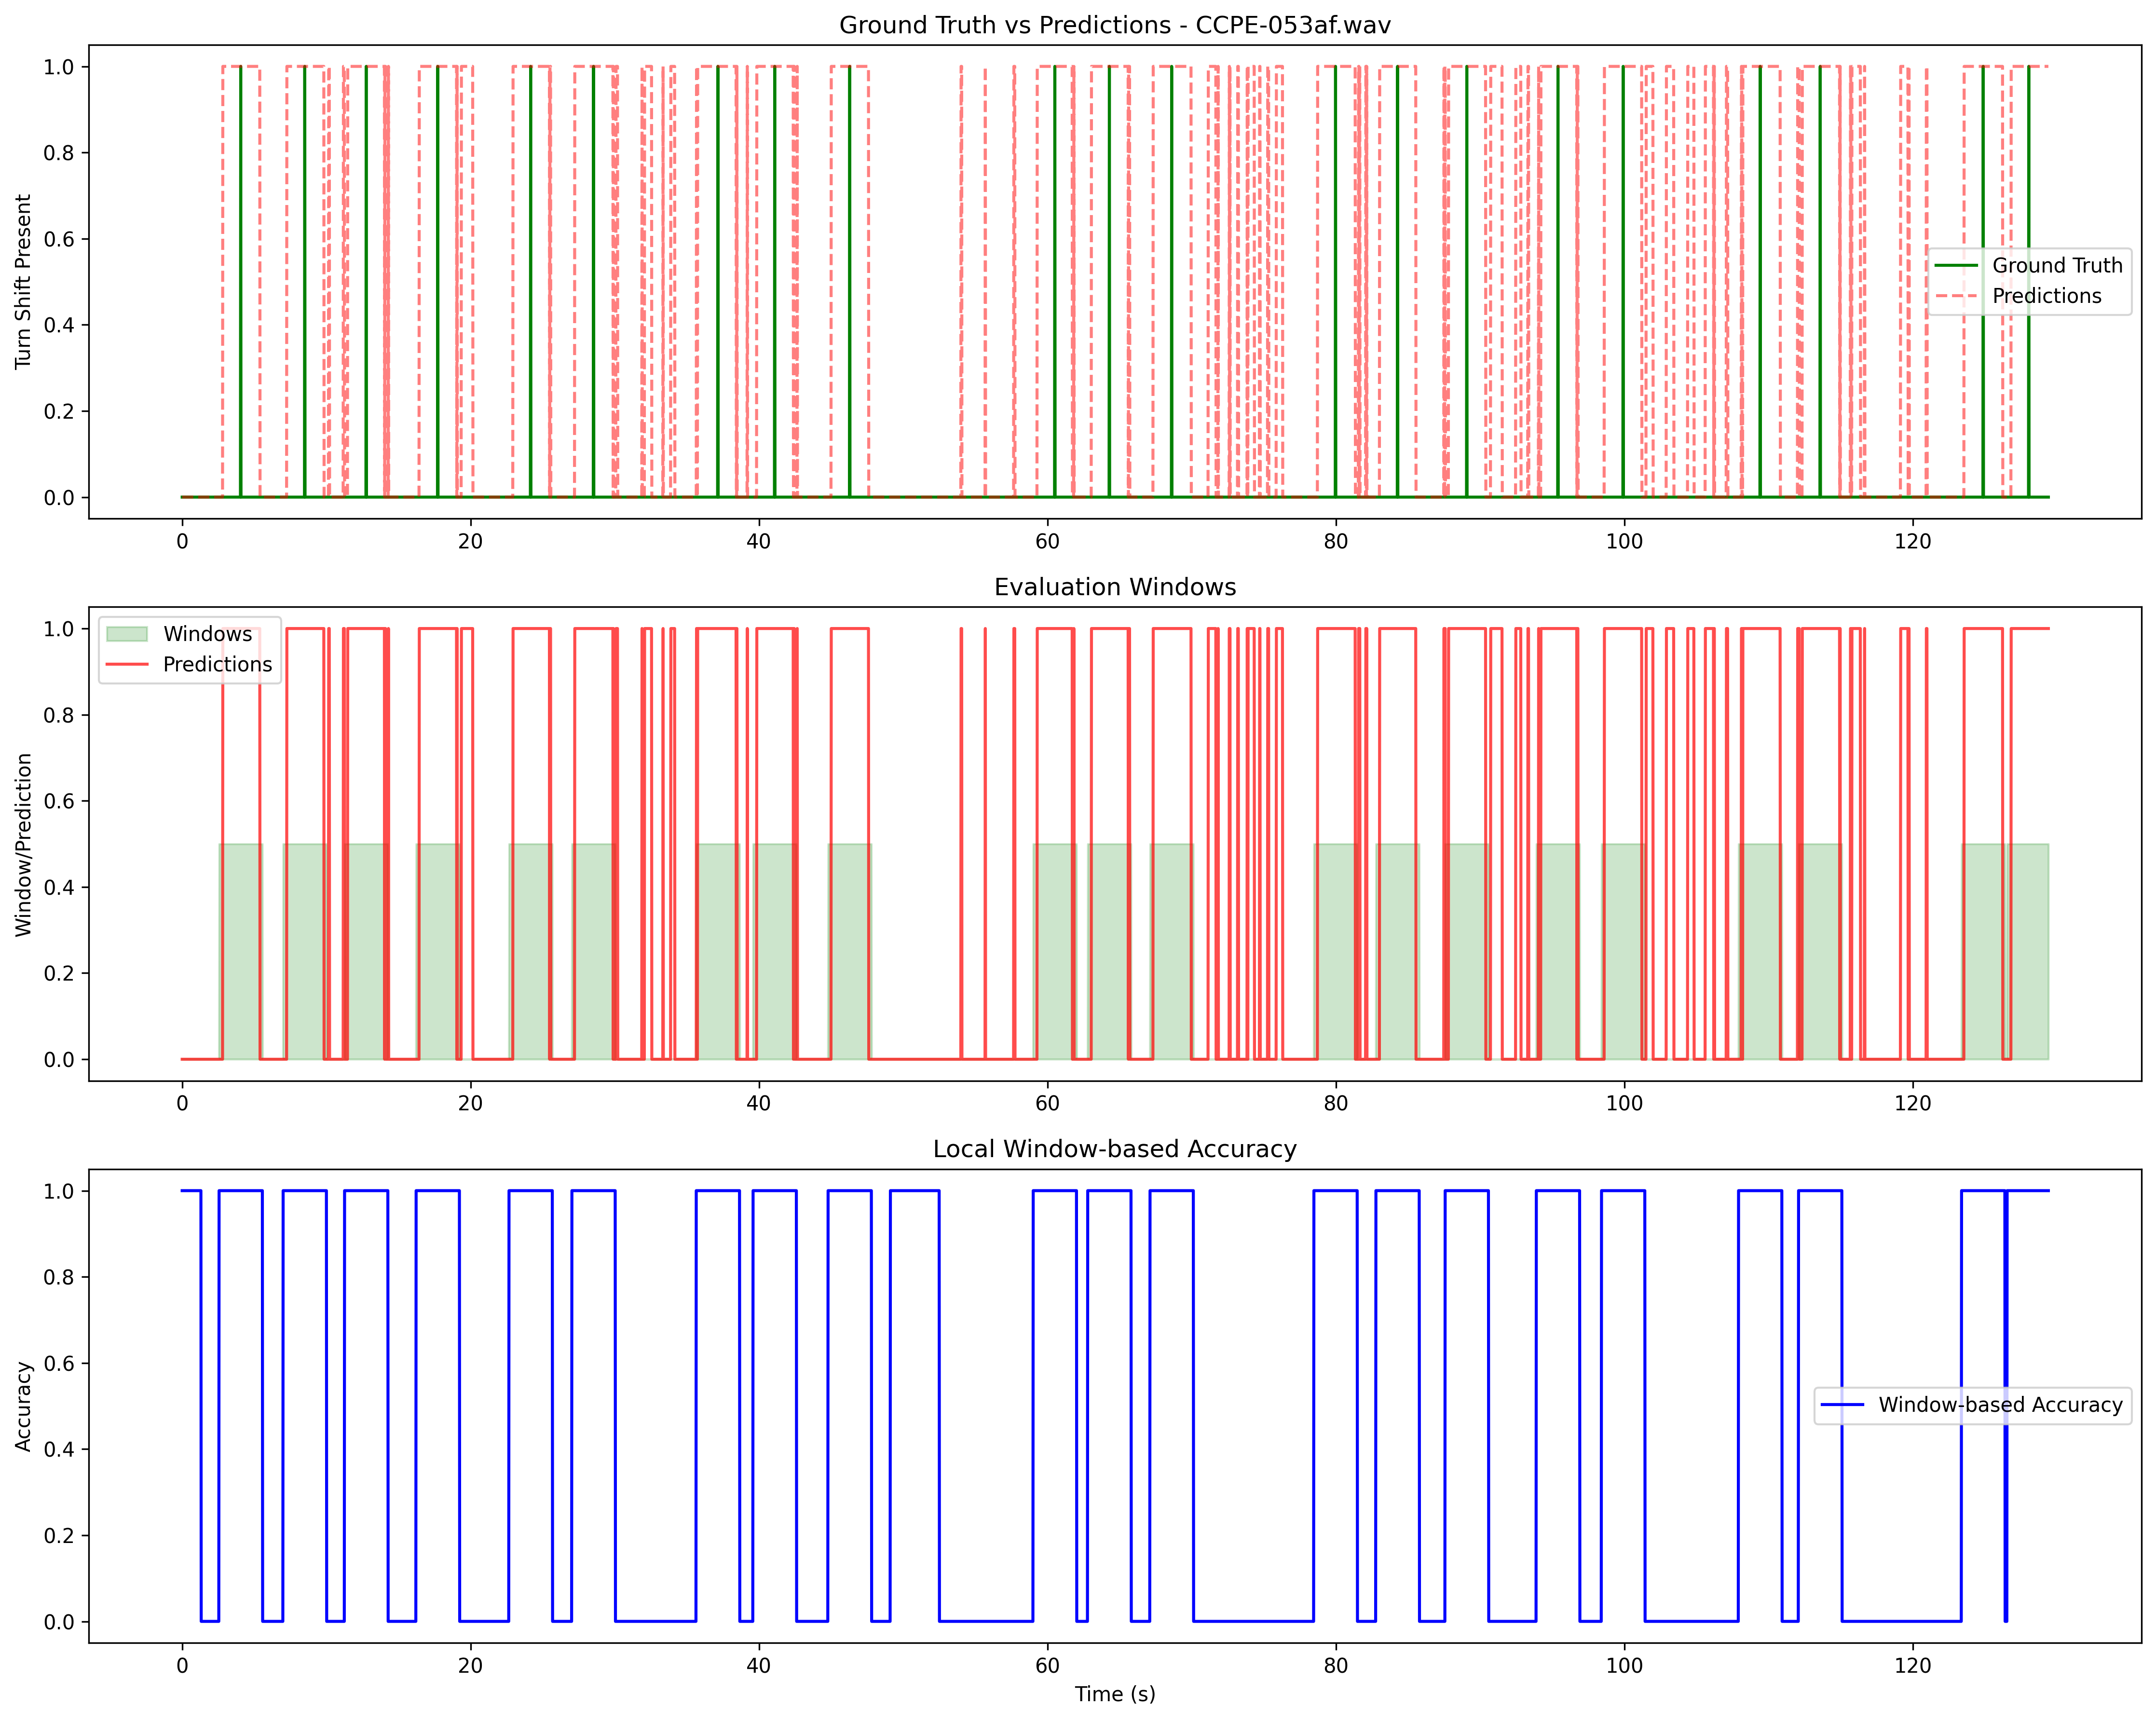 Ground Truth vs Predictions - CCPE-053af.wav
1.0
0.8
0.6
0.4
0.2
0.0
Turn Shift Present
Ground Truth
Predictions
0 20 40 60 80 100 120
Evaluation Windows
1.0
0.8
0.6
0.4
0.2
0.0
Window/Prediction
Windows
Predictions
0 20 40 60 80 100 120
Local Window-based Accuracy
1.0
0.8
0.6
0.4
0.2
0.0
Accuracy
Window-based Accuracy
0 20 40 60 80 100 120
Time (s)